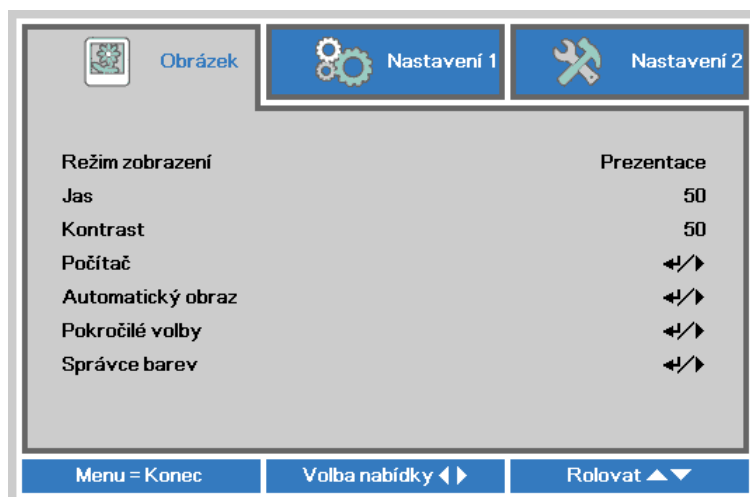 Obrázek
Nastavení 1
Nastavení 2
Režim zobrazení Prezentace
Jas 50
Kontrast 50
Počítač
Automatický obraz
Pokročilé volby
Správce barev
Menu = Konec
Volba nabídky
Rolovat